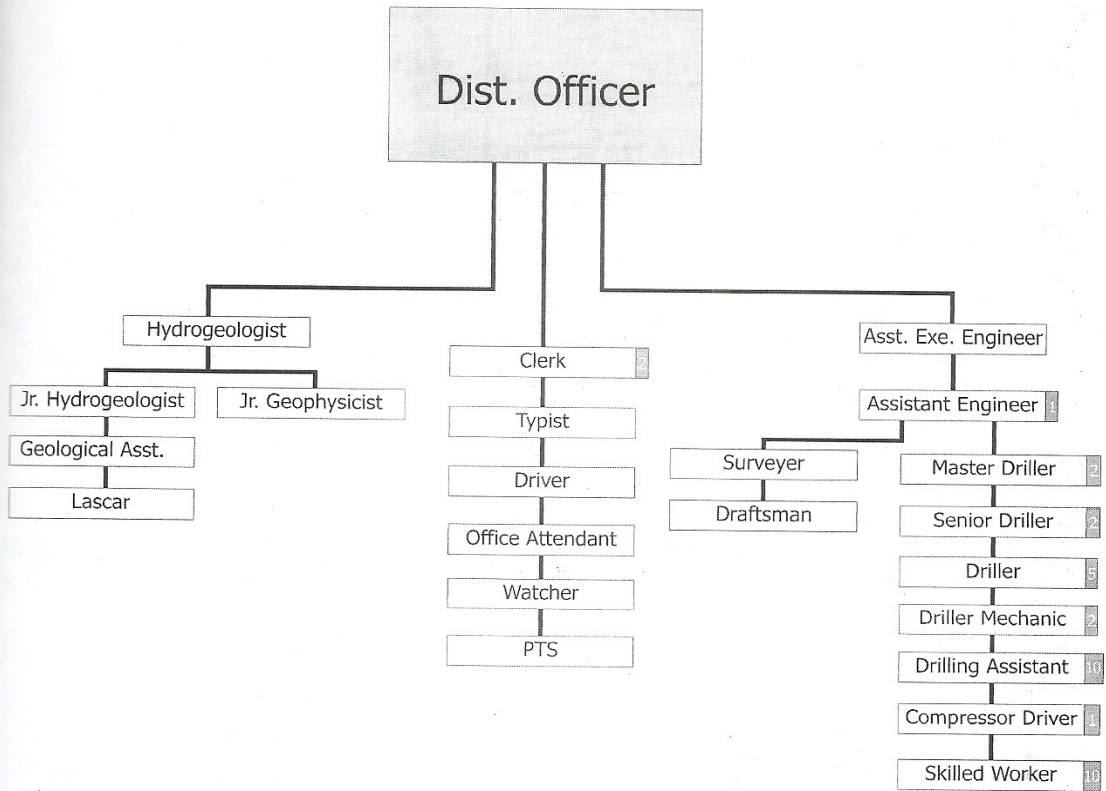 Dist. Officer
Hydrogeologist
Jr. Hydrogeologist
Jr. Geophysicist
Geological Asst.
Lascar
Clerk 2
Typist
Driver
Office Attendant
Watcher
PTS
Asst. Exe. Engineer
Assistant Engineer 1
Surveyer
Draftsman
Master Driller 2
Senior Driller 2
Driller 5
Driller Mechanic 2
Drilling Assistant 10
Compressor Driver 1
Skilled Worker 10